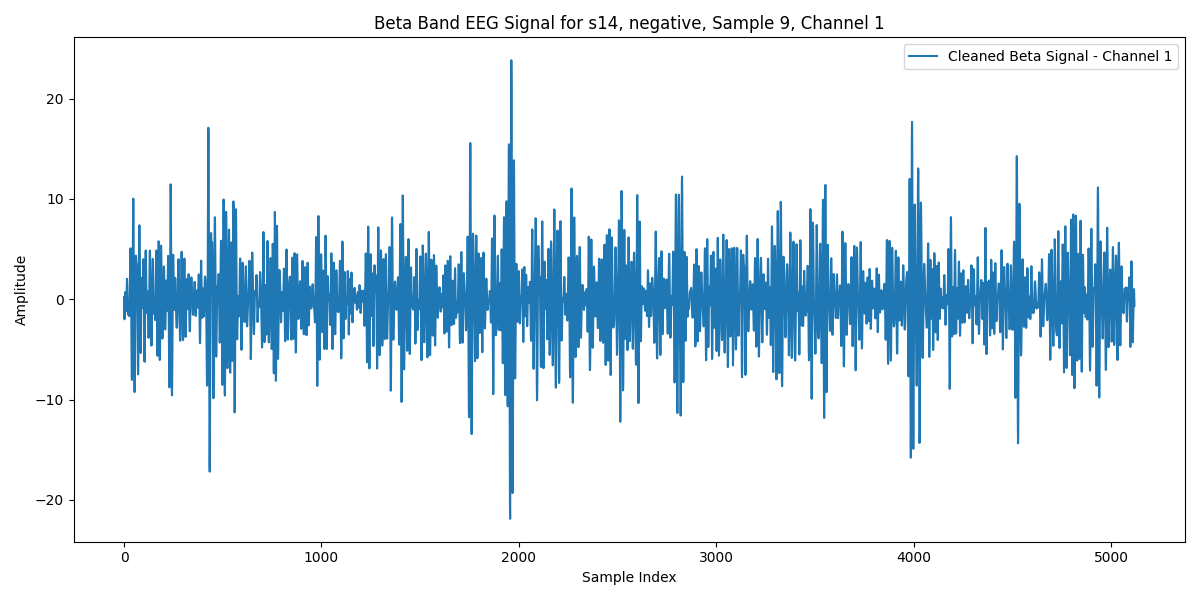 Beta Band EEG Signal for s14, negative, Sample 9, Channel 1
Cleaned Beta Signal - Channel 1
Amplitude
20
10
0
−10
−20
0
1000
2000
3000
4000
5000
Sample Index